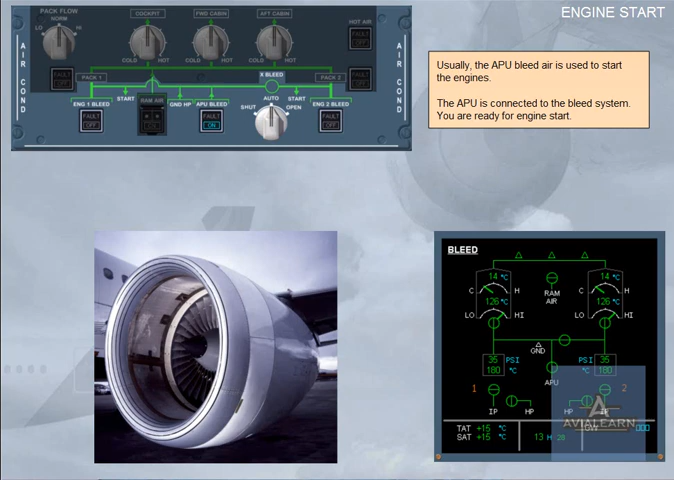 ENGINE START
PACK FLOW
LO NORM HI
COCKPIT
FWD CABIN
AFT CABIN
HOT AIR
COLD HOT
COLD HOT
COLD HOT
AIR COND
AIR COND
FAULT
OFF
PACK 1
X BLEED
PACK 2
FAULT
START
RAM AIR
GND HP
AUTO
START
ENG 1 BLEED
APU BLEED
SHUT
OPEN
ENG 2 BLEED
FAULT
OFF
ON
FAULT
ON
FAULT
OFF
Usually, the APU bleed air is used to start
the engines.
The APU is connected to the bleed system.
You are ready for engine start.
BLEED
14 °C
14 °C
C H
RAM
AIR
C H
126 °C
126 °C
LO HI
LO HI
GND
35 PSI
180 °C
PSI 35
°C 180
APU
1
2
IP HP
HP
TAT +15 °C
SAT +15 °C
13 H 28
GW
AVIALEARN